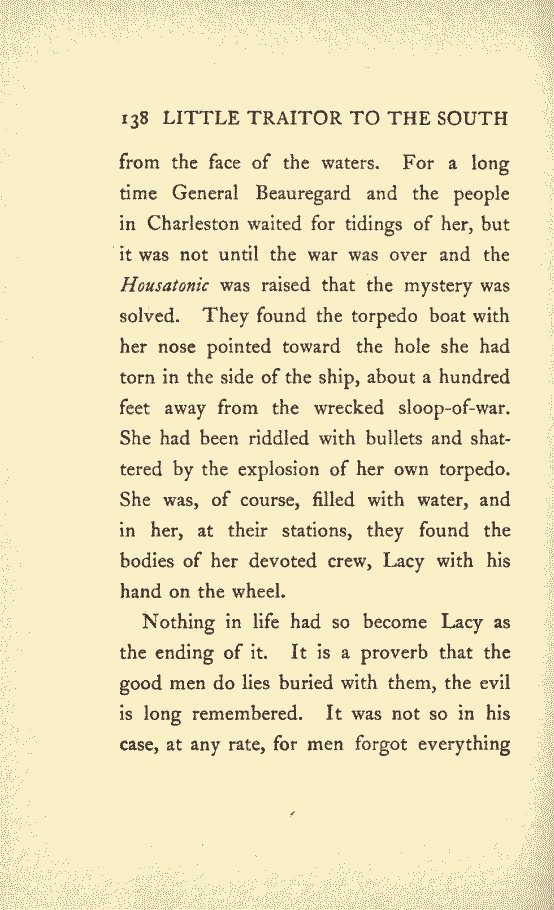 138 LITTLE TRAITOR TO THE SOUTH
from the face of the waters. For a long
time General Beauregard and the people
in Charleston waited for tidings of her, but
it was not until the war was over and the
Housatonic was raised that the mystery was
solved. They found the torpedo boat with
her nose pointed toward the hole she had
torn in the side of the ship, about a hundred
feet away from the wrecked sloop-of-war.
She had been riddled with bullets and shat-
tered by the explosion of her own torpedo.
She was, of course, filled with water, and
in her, at their stations, they found the
bodies of her devoted crew, Lacy with his
hand on the wheel.
Nothing in life had so become Lacy as
the ending of it. It is a proverb that the
good men do lies buried with them, the evil
is long remembered. It was not so in his
case, at any rate, for men forgot everything